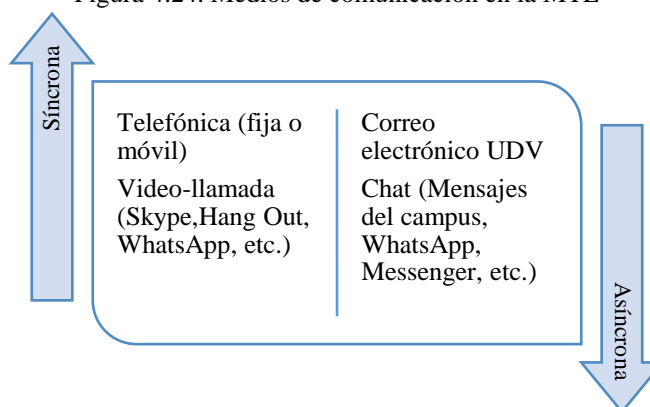 Figura 4.24. Medios de comunicación en la MTE
Síncrona
Telefónica (fija o
móvil)
Video-llamada
(Skype,Hang Out,
WhatsApp, etc.)
Correo
electrónico UDV
Chat (Mensajes
del campus,
WhatsApp,
Messenger, etc.)
Asíncrona